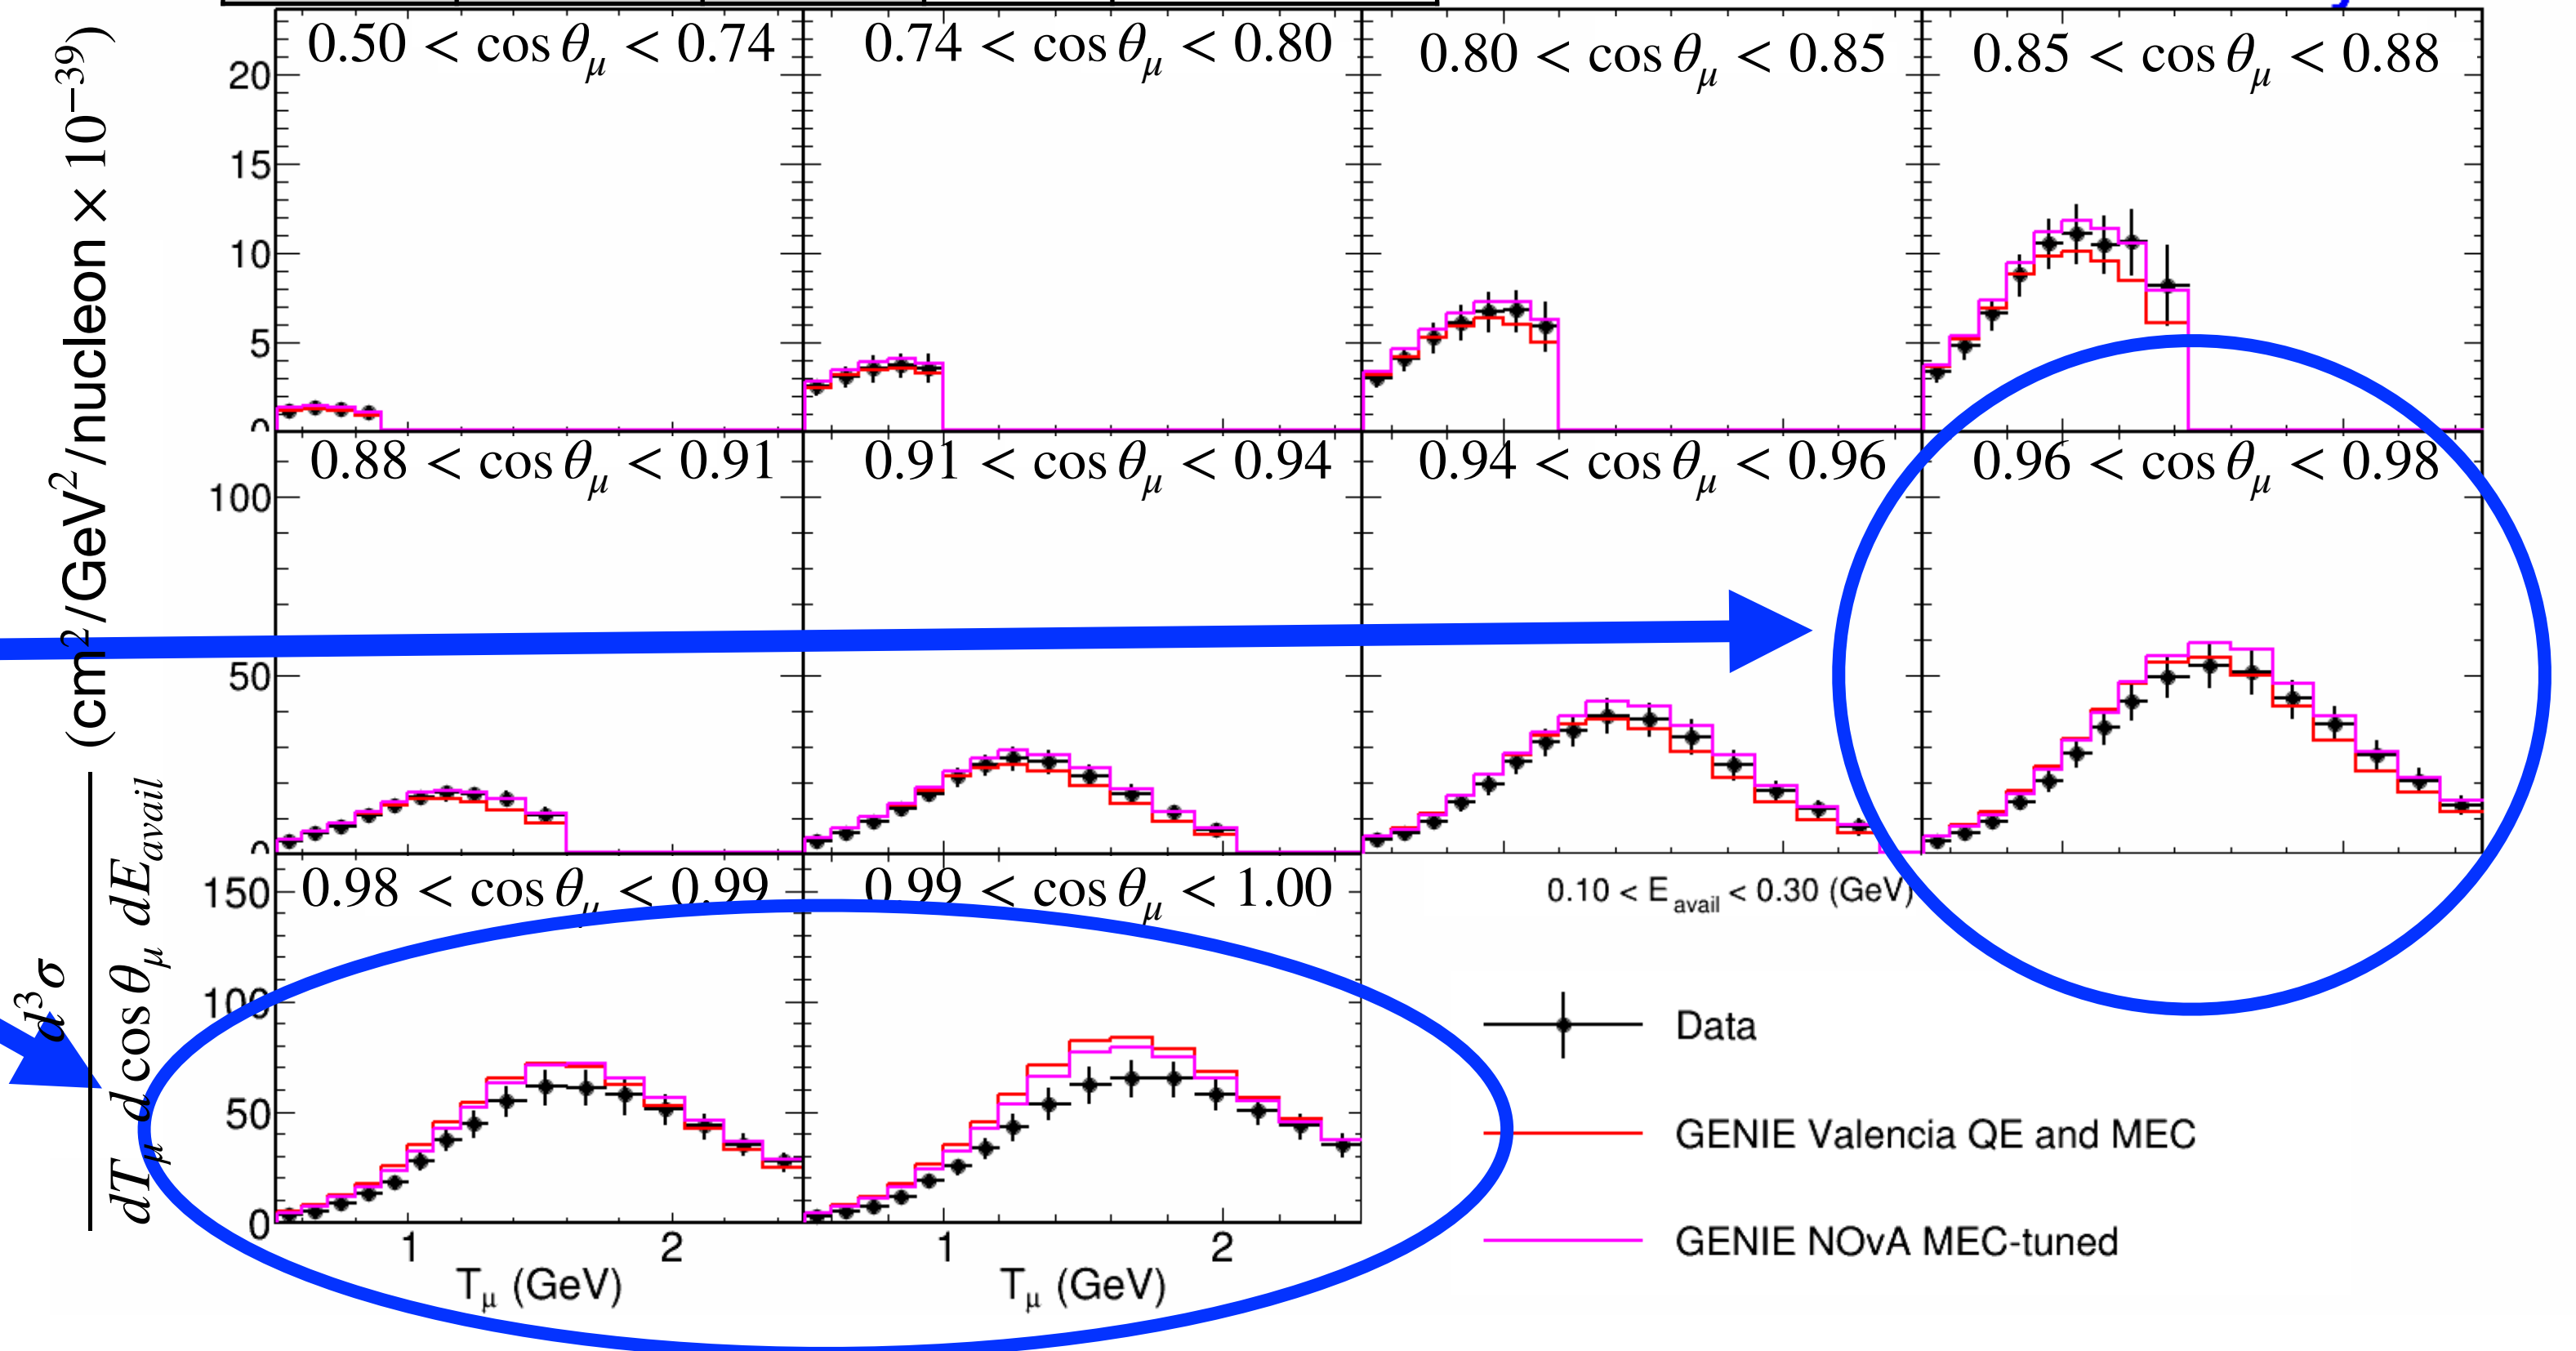 0.50 < cos θμ < 0.74
0.74 < cos θμ < 0.80
0.80 < cos θμ < 0.85
0.85 < cos θμ < 0.88
20
15
10
5
0
0.88 < cos θμ < 0.91
0.91 < cos θμ < 0.94
0.94 < cos θμ < 0.96
0.96 < cos θμ < 0.98
100
50
0
0.98 < cos θμ < 0.99
0.99 < cos θμ < 1.00
150
100
50
0
1 2
1 2
Tμ (GeV)
Tμ (GeV)
d³σ
dTμ d cos θμ dEavail
(cm²/GeV²/nucleon × 10⁻³⁹)
0.10 < Eavail < 0.30 (GeV)
Data
GENIE Valencia QE and MEC
GENIE NOvA MEC-tuned